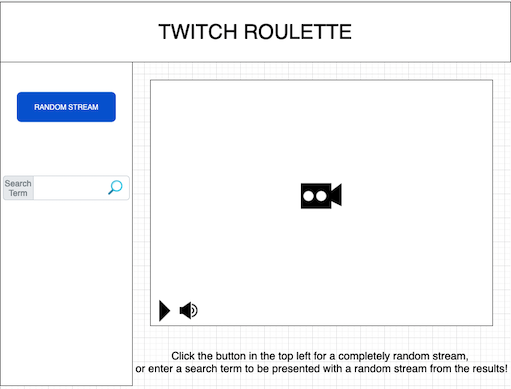 TWITCH ROULETTE
RANDOM STREAM
Search
Term
Click the button in the top left for a completely random stream,
or enter a search term to be presented with a random stream from the results!